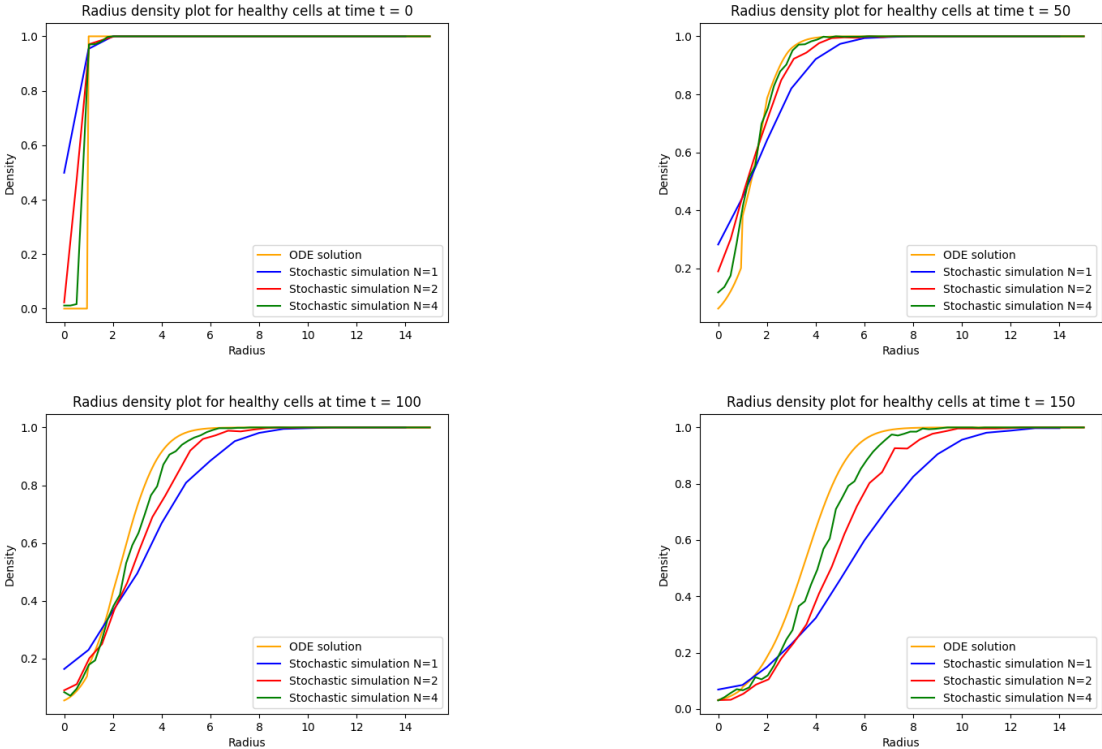 Radius density plot for healthy cells at time t = 0
1.0
0.8
0.6
0.4
0.2
0.0
Density
0 2 4 6 8 10 12 14
Radius
ODE solution
Stochastic simulation N=1
Stochastic simulation N=2
Stochastic simulation N=4
Radius density plot for healthy cells at time t = 50
1.0
0.8
0.6
0.4
0.2
Density
0 2 4 6 8 10 12 14
Radius
ODE solution
Stochastic simulation N=1
Stochastic simulation N=2
Stochastic simulation N=4
Radius density plot for healthy cells at time t = 100
1.0
0.8
0.6
0.4
0.2
Density
0 2 4 6 8 10 12 14
Radius
ODE solution
Stochastic simulation N=1
Stochastic simulation N=2
Stochastic simulation N=4
Radius density plot for healthy cells at time t = 150
1.0
0.8
0.6
0.4
0.2
0.0
Density
0 2 4 6 8 10 12 14
Radius
ODE solution
Stochastic simulation N=1
Stochastic simulation N=2
Stochastic simulation N=4